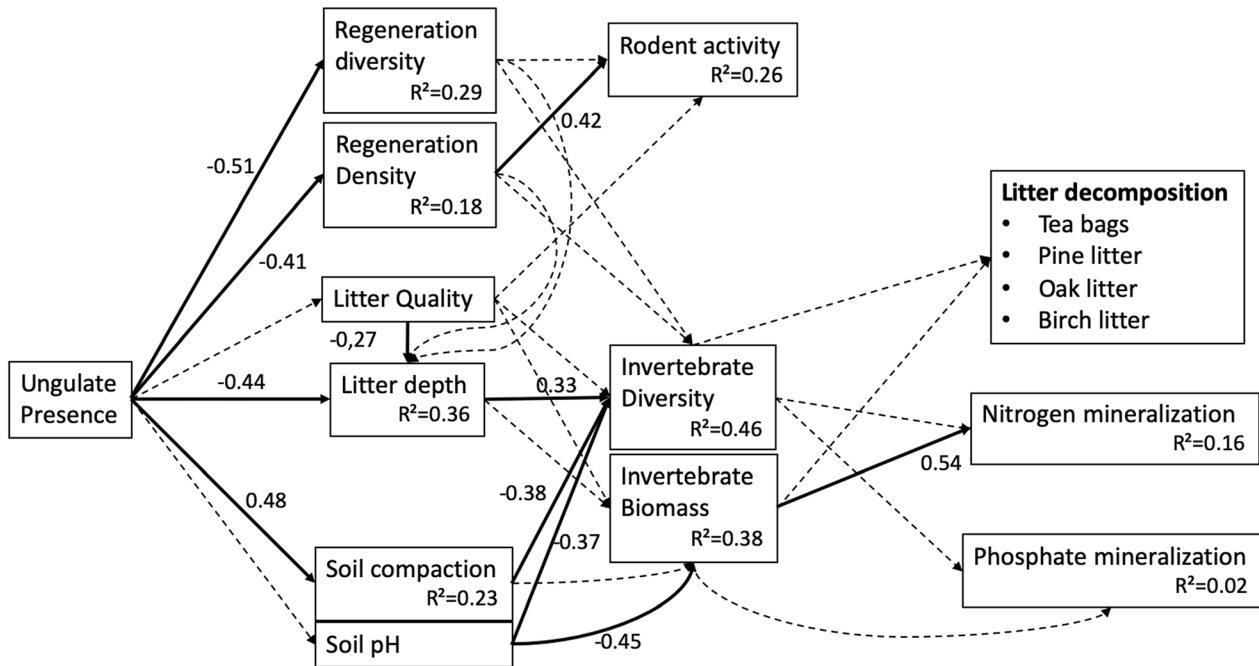 Regeneration
diversity
R²=0.29
Rodent activity
R²=0.26
0.42
Regeneration
Density
R²=0.18
-0.51
-0.41
Litter decomposition
• Tea bags
• Pine litter
• Oak litter
• Birch litter
Litter Quality
-0,27
Ungulate
Presence
-0.44
Litter depth
R²=0.36
0.33
Invertebrate
Diversity
R²=0.46
Nitrogen mineralization
R²=0.16
0.54
Invertebrate
Biomass
R²=0.38
0.48
-0.38
-0.37
Soil compaction
R²=0.23
Soil pH
-0.45
Phosphate mineralization
R²=0.02